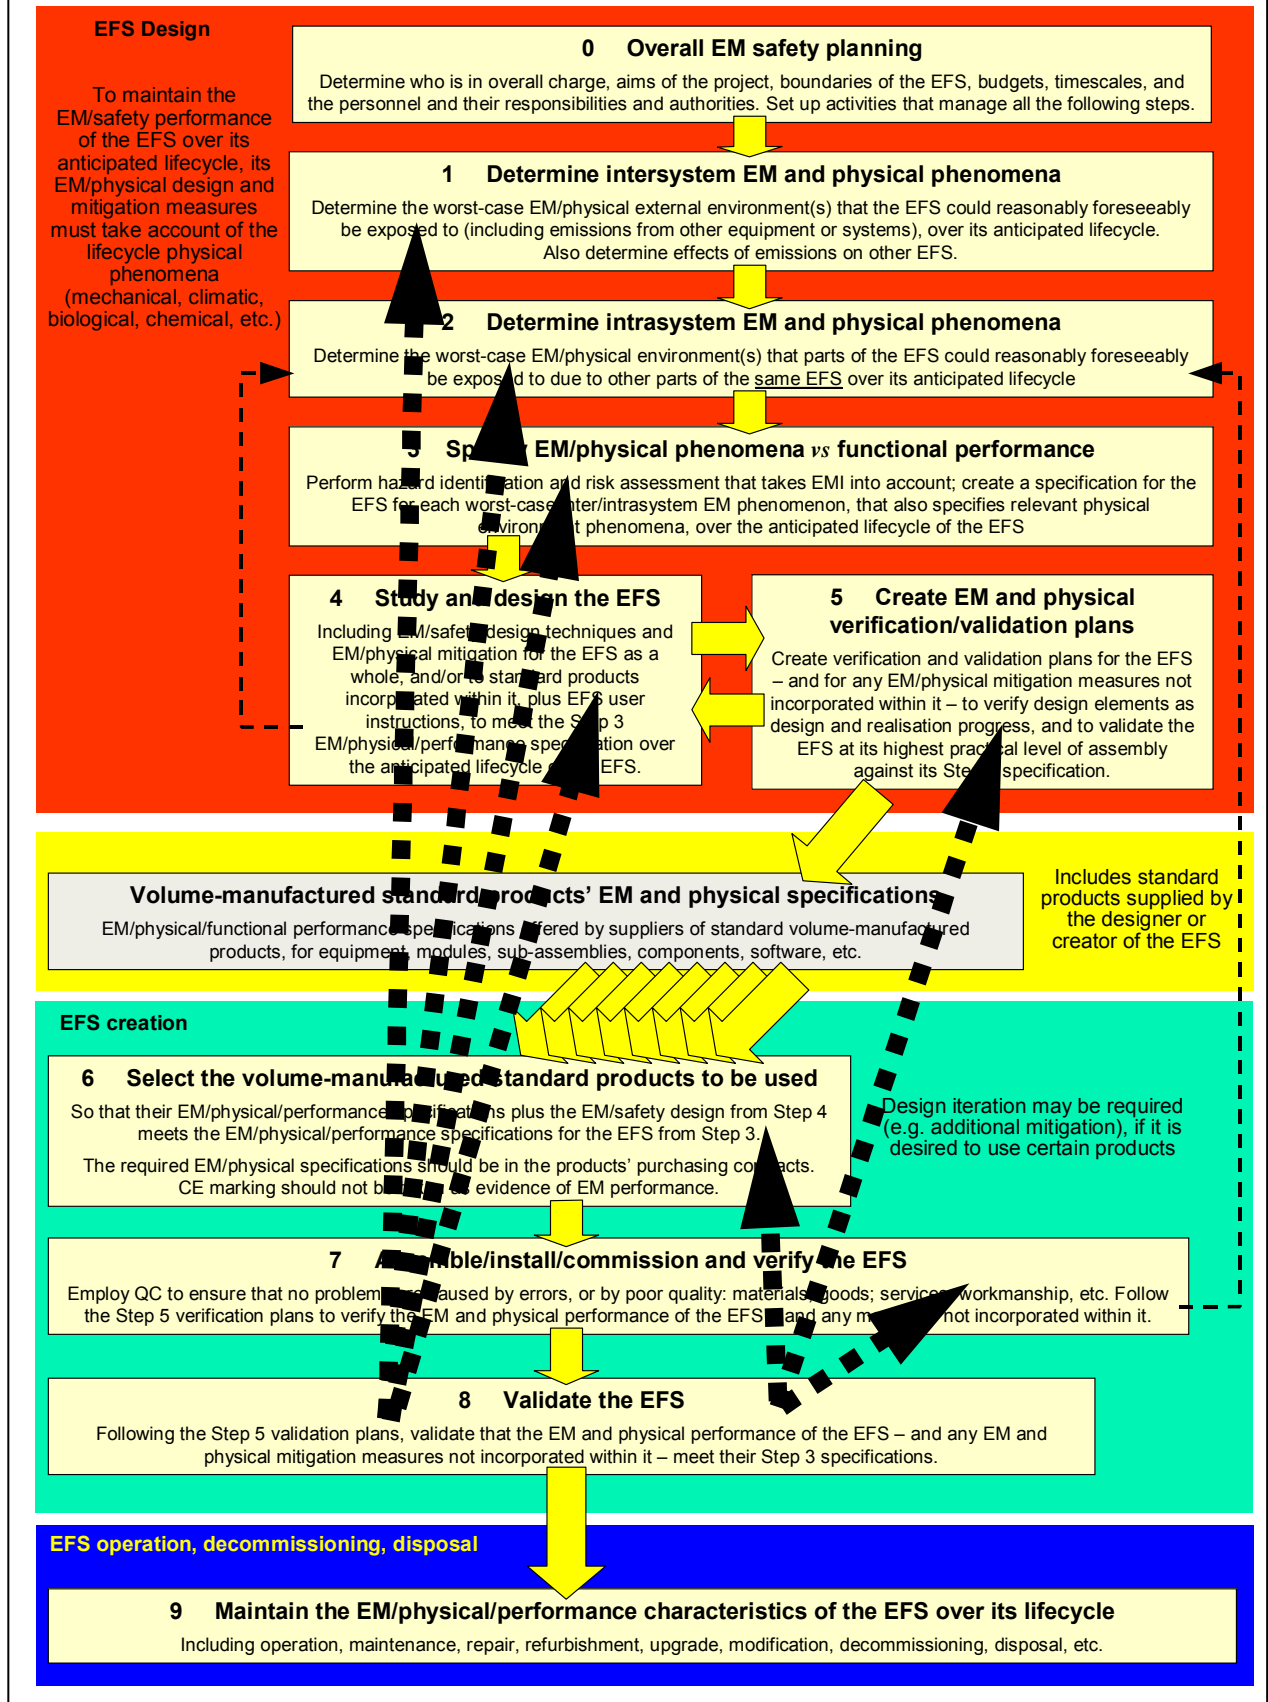 EFS Design
To maintain the
EM/safety performance
of the EFS over its
anticipated lifecycle, its
EM/physical design and
mitigation measures
must take account of the
lifecycle physical
phenomena
(mechanical, climatic,
biological, chemical, etc.)
0 Overall EM safety planning
Determine who is in overall charge, aims of the project, boundaries of the EFS, budgets, timescales, and
the personnel and their responsibilities and authorities. Set up activities that manage all the following steps.
1 Determine intersystem EM and physical phenomena
Determine the worst-case EM/physical external environment(s) that the EFS could reasonably foreseeably
be exposed to (including emissions from other equipment or systems), over its anticipated lifecycle.
Also determine effects of emissions on other EFS.
2 Determine intrasystem EM and physical phenomena
Determine the worst-case EM/physical environment(s) that parts of the EFS could reasonably foreseeably
be exposed to due to other parts of the same EFS over its anticipated lifecycle
3 Specify EM/physical phenomena vs functional performance
Perform hazard identification and risk assessment that takes EMI into account; create a specification for the
EFS for each worst-case inter/intrasystem EM phenomenon, that also specifies relevant physical
environment phenomena, over the anticipated lifecycle of the EFS
4 Study and design the EFS
Including EM/safety design techniques and
EM/physical mitigation for the EFS as a
whole, and/or to standard products
incorporated within it, plus EFS user
instructions, to meet the Step 3
EM/physical/performance specification over
the anticipated lifecycle of the EFS.
5 Create EM and physical
verification/validation plans
Create verification and validation plans for the EFS
– and for any EM/physical mitigation measures not
incorporated within it – to verify design elements as
design and realisation progress, and to validate the
EFS at its highest practical level of assembly
against its Step specification.
Volume-manufactured standard products’ EM and physical specifications
EM/physical/functional performance specifications offered by suppliers of standard volume-manufactured
products, for equipment, modules, sub-assemblies, components, software, etc.
Includes standard
products supplied by
the designer or
creator of the EFS
EFS creation
6 Select the volume-manufactured standard products to be used
So that their EM/physical/performance specifications plus the EM/safety design from Step 4
meets the EM/physical/performance specifications for the EFS from Step 3.
The required EM/physical specifications should be in the products’ purchasing contracts.
CE marking should not be taken as evidence of EM performance.
Design iteration may be required
(e.g. additional mitigation), if it is
desired to use certain products
7 Assemble/install/commission and verify the EFS
Employ QC to ensure that no problems are caused by errors, or by poor quality: materials; goods; services; workmanship, etc. Follow
the Step 5 verification plans to verify the EM and physical performance of the EFS – and any not incorporated within it.
8 Validate the EFS
Following the Step 5 validation plans, validate that the EM and physical performance of the EFS – and any EM and
physical mitigation measures not incorporated within it – meet their Step 3 specifications.
EFS operation, decommissioning, disposal
9 Maintain the EM/physical/performance characteristics of the EFS over its lifecycle
Including operation, maintenance, repair, refurbishment, upgrade, modification, decommissioning, disposal, etc.